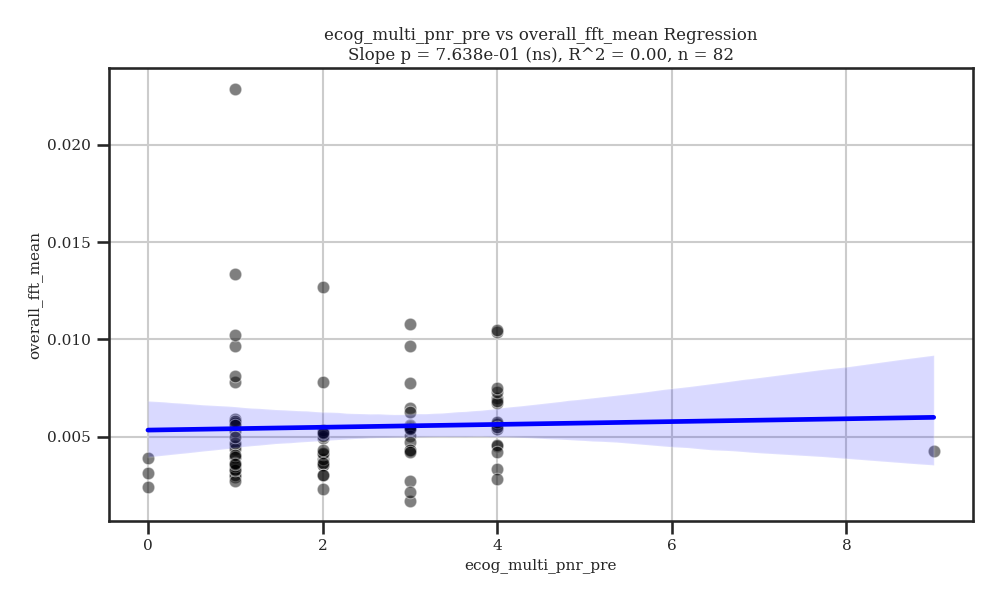 ecog_multi_pnr_pre vs overall_fft_mean Regression
Slope p = 7.638e-01 (ns), R^2 = 0.00, n = 82
overall_fft_mean
0.020
0.015
0.010
0.005
0 2 4 6 8
ecog_multi_pnr_pre